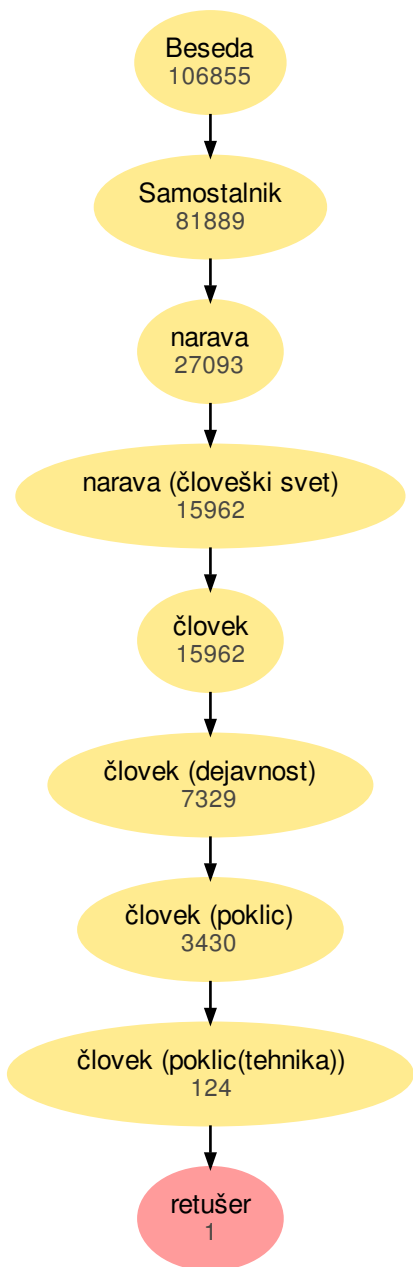 Beseda
106855
Samostalnik
81889
narava
27093
narava (človeški svet)
15962
človek
15962
človek (dejavnost)
7329
človek (poklic)
3430
človek (poklic(tehnika))
124
retušer
1